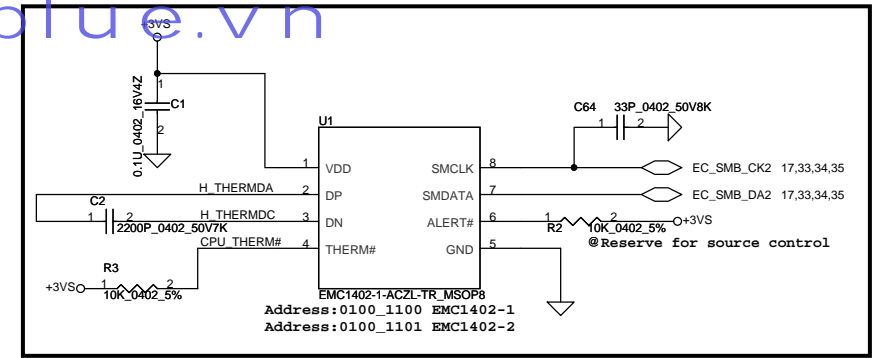 blue.vn
+3VS
1
C1
0.1U_0402_16V4Z
2
C64 33P_0402_50V8K
1 2
U1
1 VDD SMCLK 8 EC_SMB_CK2 17,33,34,35
H_THERMDA 2 DP SMDATA 7 EC_SMB_DA2 17,33,34,35
C2
1 2 H_THERMDC 3 DN ALERT# 6 1 2 +3VS
2200P_0402_50V7K R2 10K_0402_5%
CPU_THERM# 4 THERM# GND 5 @Reserve for source control
R3
+3VS 1 2
10K_0402_5%
EMC1402-1-ACZL-TR_MSOP8
Address:0100_1100 EMC1402-1
Address:0100_1101 EMC1402-2